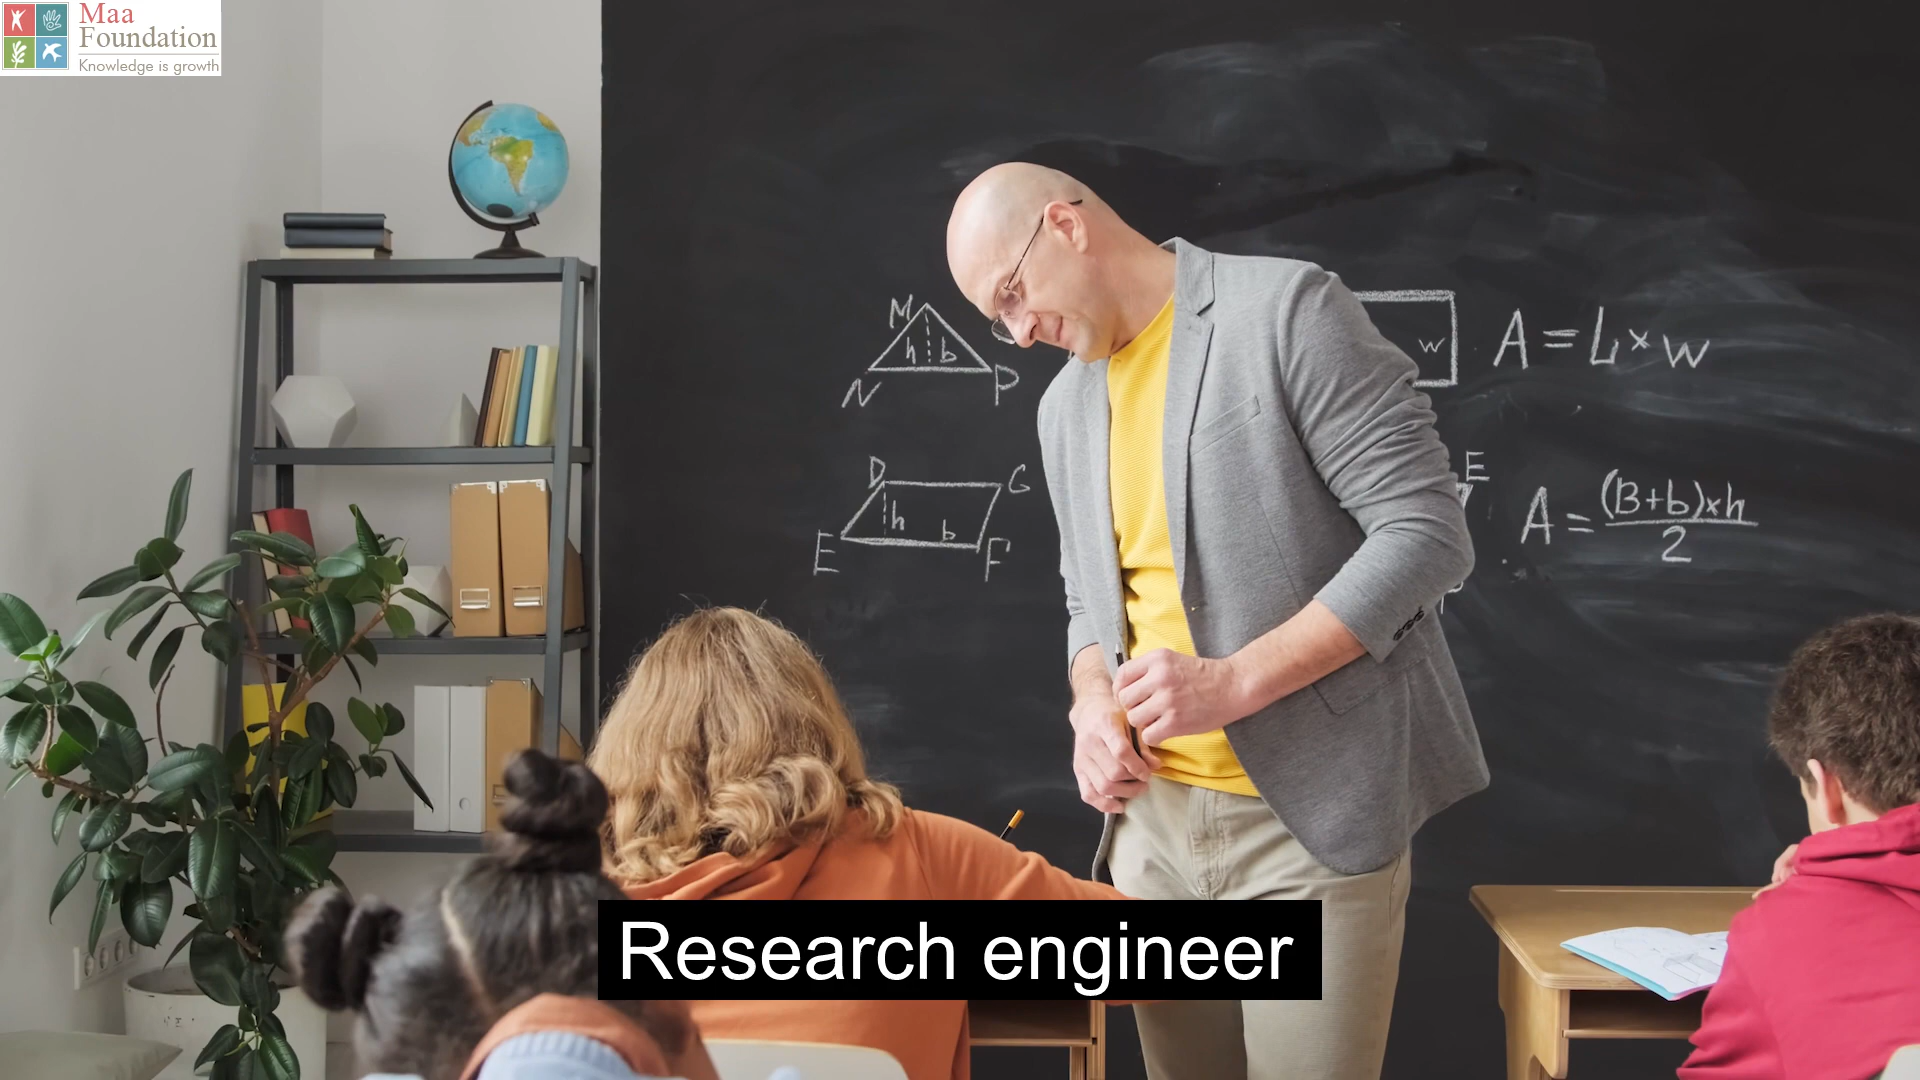 Maa
Foundation
Knowledge is growth
M
h b
N P
w
A = L × w
D G
h b
E F
E
A = (B+b)×h
2
Research engineer